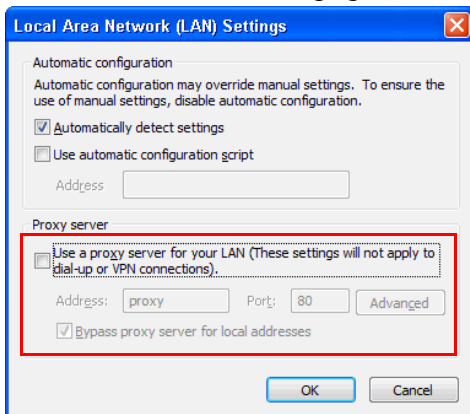 Local Area Network (LAN) Settings
Automatic configuration
Automatic configuration may override manual settings. To ensure the
use of manual settings, disable automatic configuration.
Automatically detect settings
Use automatic configuration script
Address
Proxy server
Use a proxy server for your LAN (These settings will not apply to
dial-up or VPN connections).
Address: proxy Port: 80 Advanced
Bypass proxy server for local addresses
OK Cancel